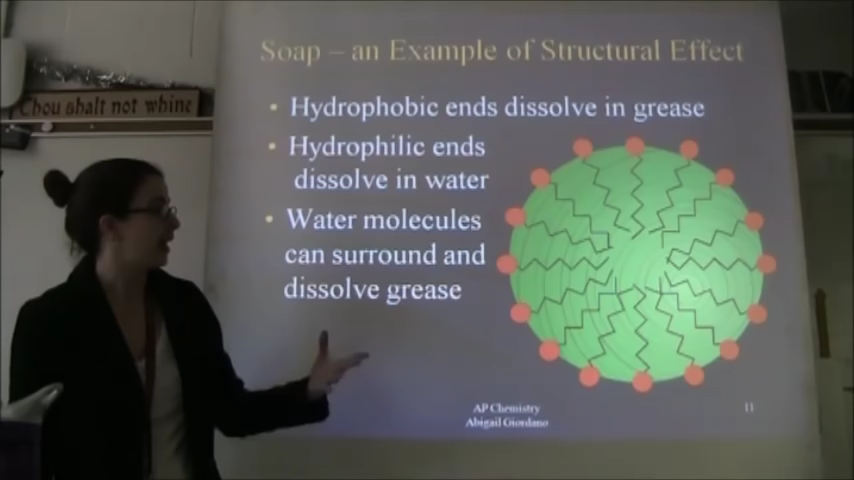 Soap – an Example of Structural Effect
Thou shalt not whine
• Hydrophobic ends dissolve in grease
• Hydrophilic ends
dissolve in water
• Water molecules
can surround and
dissolve grease
AP Chemistry
Abigail Giordano
11